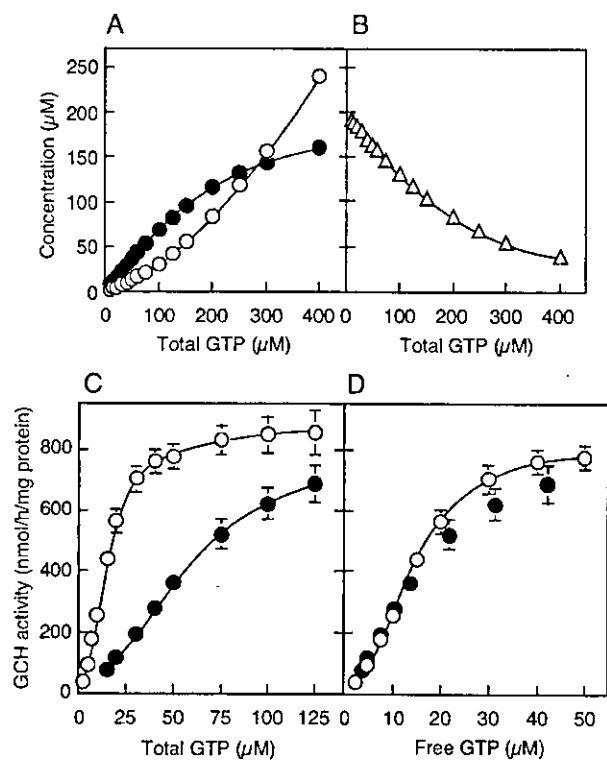 A
B
Concentration (µM)
250
200
150
100
50
0
0 100 200 300 400
Total GTP (µM)
0 100 200 300 400
Total GTP (µM)
C
D
GCH activity (nmol/h/mg protein)
800
600
400
200
0
0 25 50 75 100 125
Total GTP (µM)
0 10 20 30 40 50
Free GTP (µM)